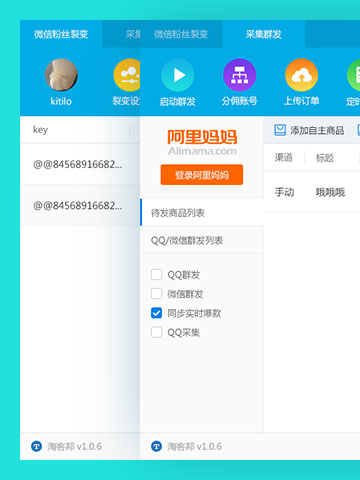 微信粉丝裂变 采集
kitilo
裂变设
key
@@84568916682...
@@84568916682...
淘客邦 v1.0.6
微信粉丝裂变 采集群发
启动群发 分佣账号 上传订单 定时
阿里妈妈
Alimama.com
登录阿里妈妈
待发商品列表
QQ/微信群发列表
QQ群发
微信群发
同步实时爆款
QQ采集
添加自主商品
渠道 标题
手动 哦哦哦
淘客邦 v1.0.6